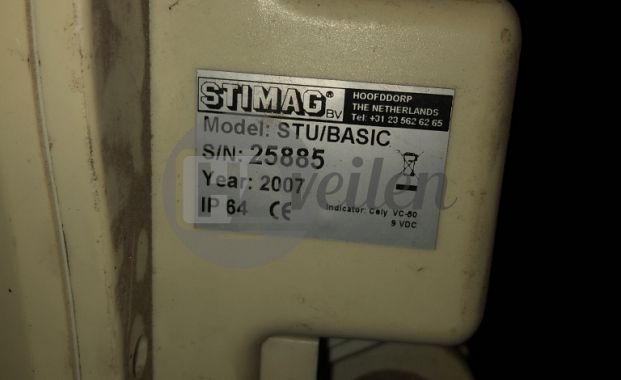 STIMAG® BV
HOOFDDORP
THE NETHERLANDS
Tel: +31 23 562 62 65
Model: STU/BASIC
S/N: 25885
Year: 2007
IP 64 CE
Indicator: Cely VC-50
9 VDC
H veilen